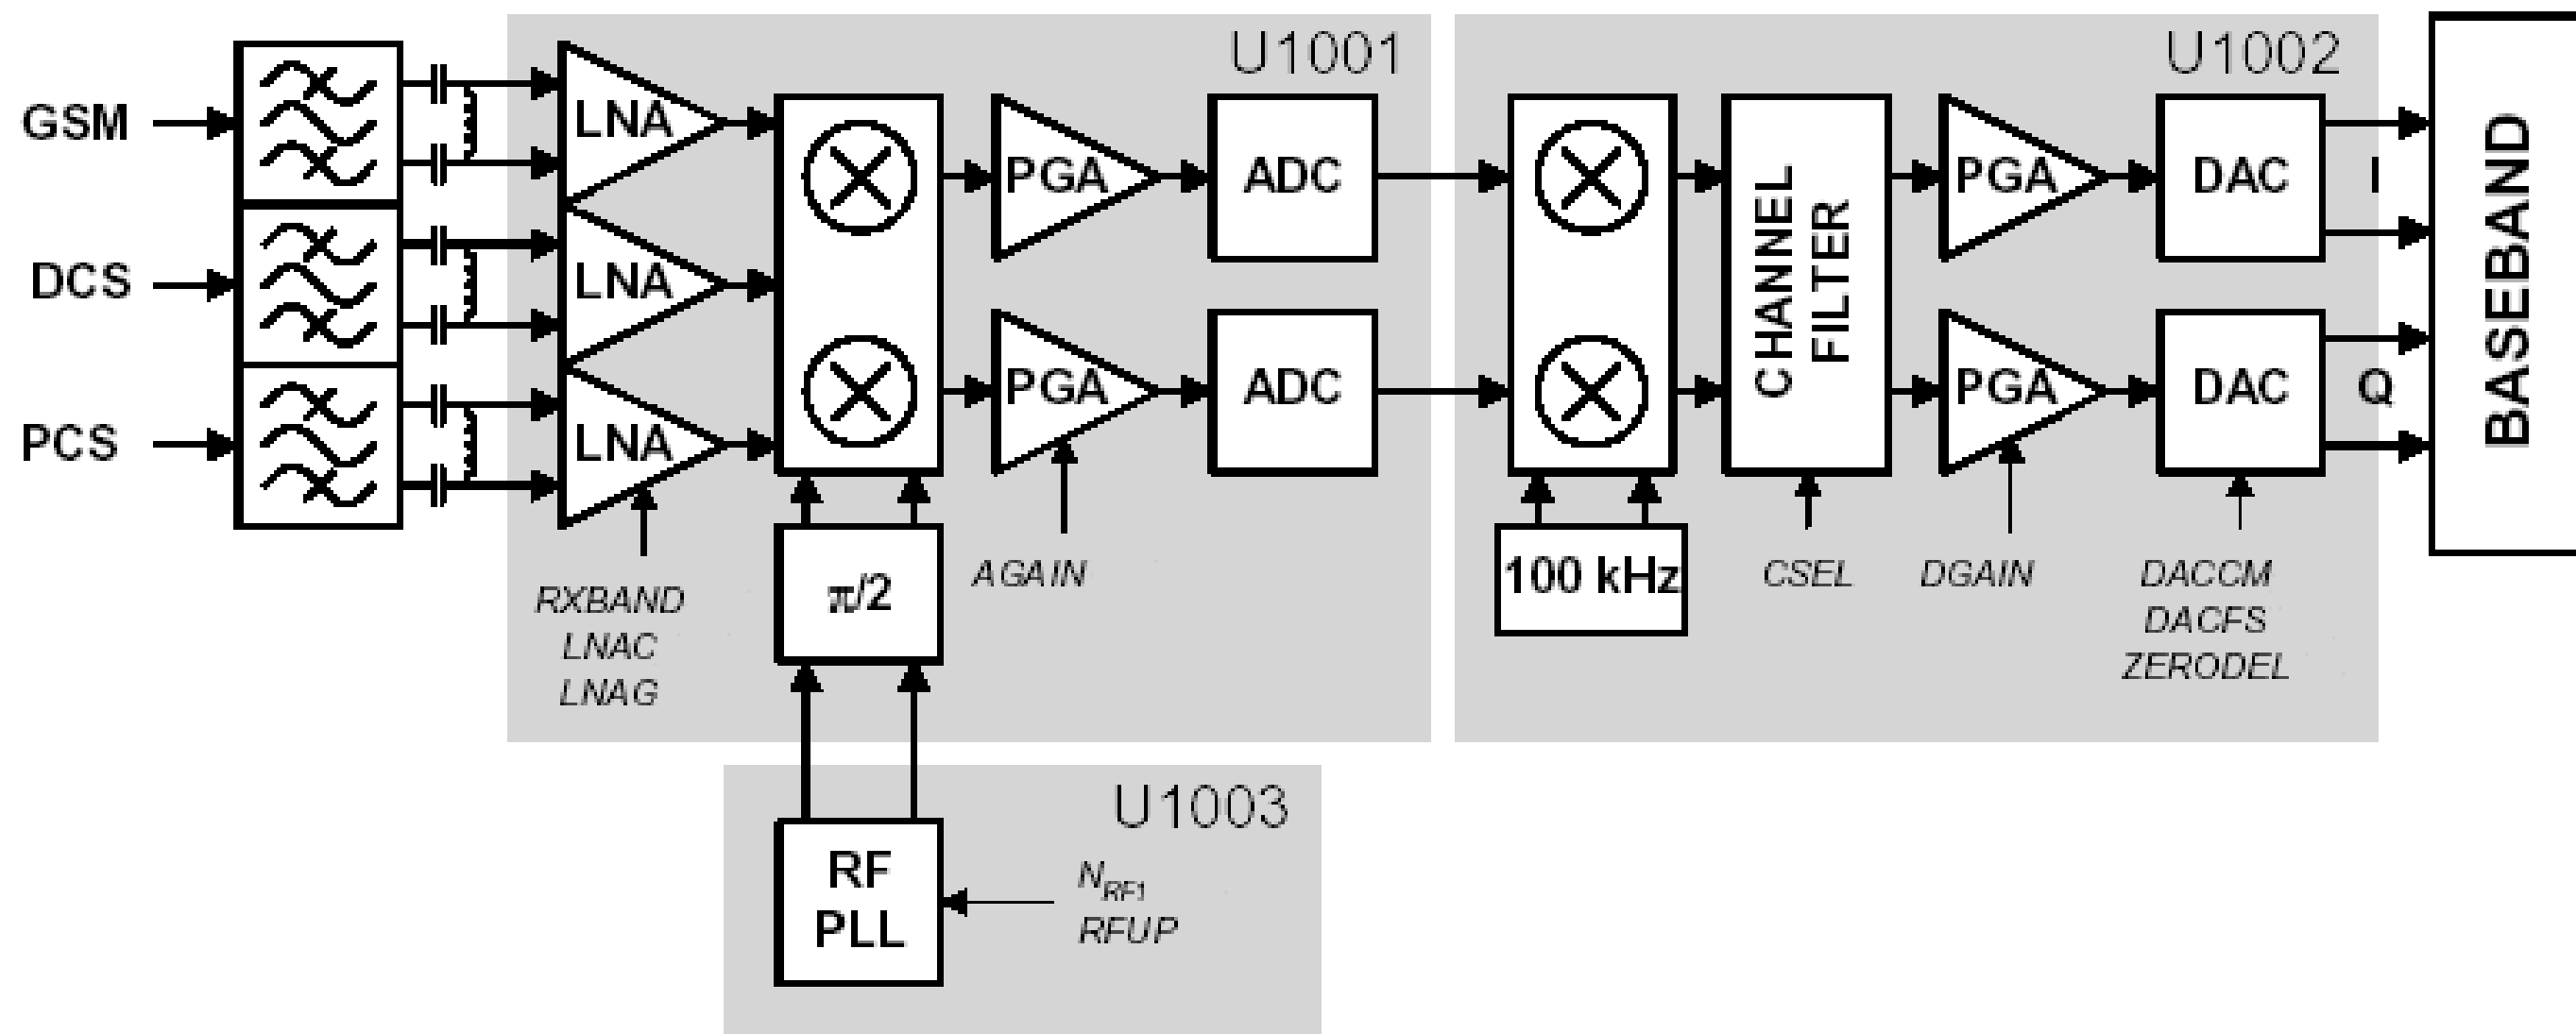 U1001
U1002
GSM
DCS
PCS
LNA
LNA
LNA
PGA
PGA
ADC
ADC
π/2
RXBAND
LNAC
LNAG
AGAIN
100 kHz
CHANNEL
FILTER
PGA
PGA
DAC
DAC
I
Q
BASEBAND
CSEL
DGAIN
DACCM
DACFS
ZERODEL
U1003
RF
PLL
N_RF1
RFUP